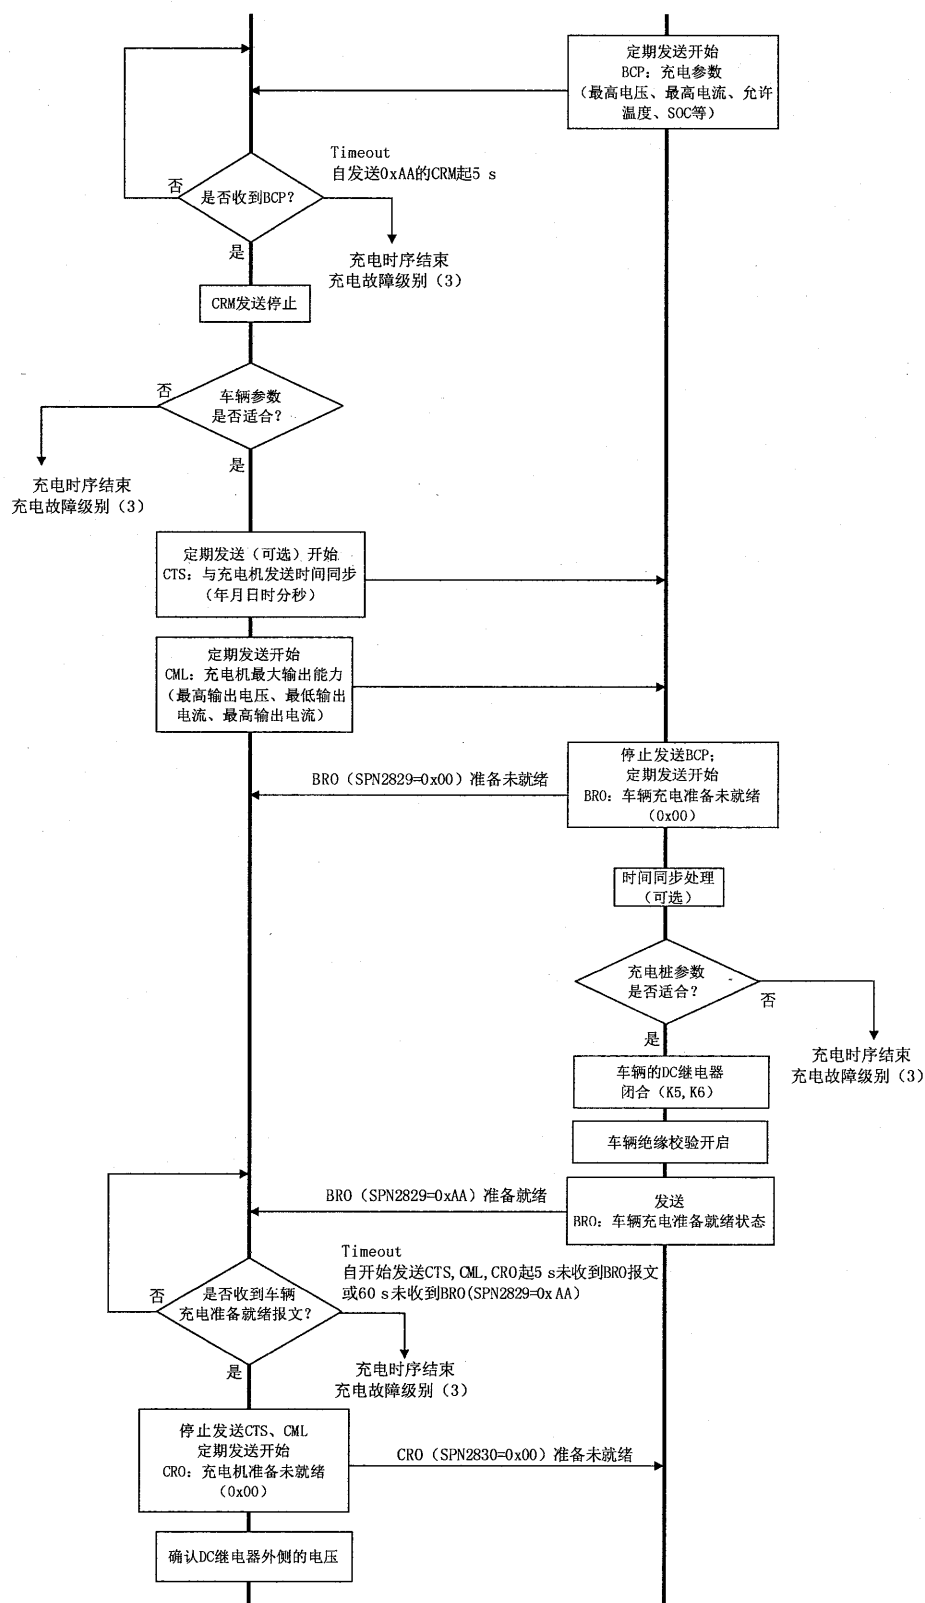 定期发送开始
BCP：充电参数
（最高电压、最高电流、允许
温度、SOC等）
Timeout
自发送0xAA的CRM起5 s
否
是否收到BCP？
是
充电时序结束
充电故障级别（3）
CRM发送停止
否
车辆参数
是否适合？
是
充电时序结束
充电故障级别（3）
定期发送（可选）开始
CTS：与充电机发送时间同步
（年月日时分秒）
定期发送开始
CML：充电机最大输出能力
（最高输出电压、最低输出
电流、最高输出电流）
停止发送BCP；
定期发送开始
BRO：车辆充电准备未就绪
（0x00）
BRO（SPN2829=0x00）准备未就绪
时间同步处理
（可选）
充电桩参数
是否适合？
否
是
充电时序结束
充电故障级别（3）
车辆的DC继电器
闭合（K5,K6）
车辆绝缘校验开启
BRO（SPN2829=0xAA）准备就绪
发送
BRO：车辆充电准备就绪状态
Timeout
自开始发送CTS,CML,CRO起5 s未收到BRO报文
或60 s未收到BRO(SPN2829=0xAA）
否
是否收到车辆
充电准备就绪报文？
是
充电时序结束
充电故障级别（3）
停止发送CTS、CML
定期发送开始
CRO：充电机准备未就绪
（0x00）
CRO（SPN2830=0x00）准备未就绪
确认DC继电器外侧的电压